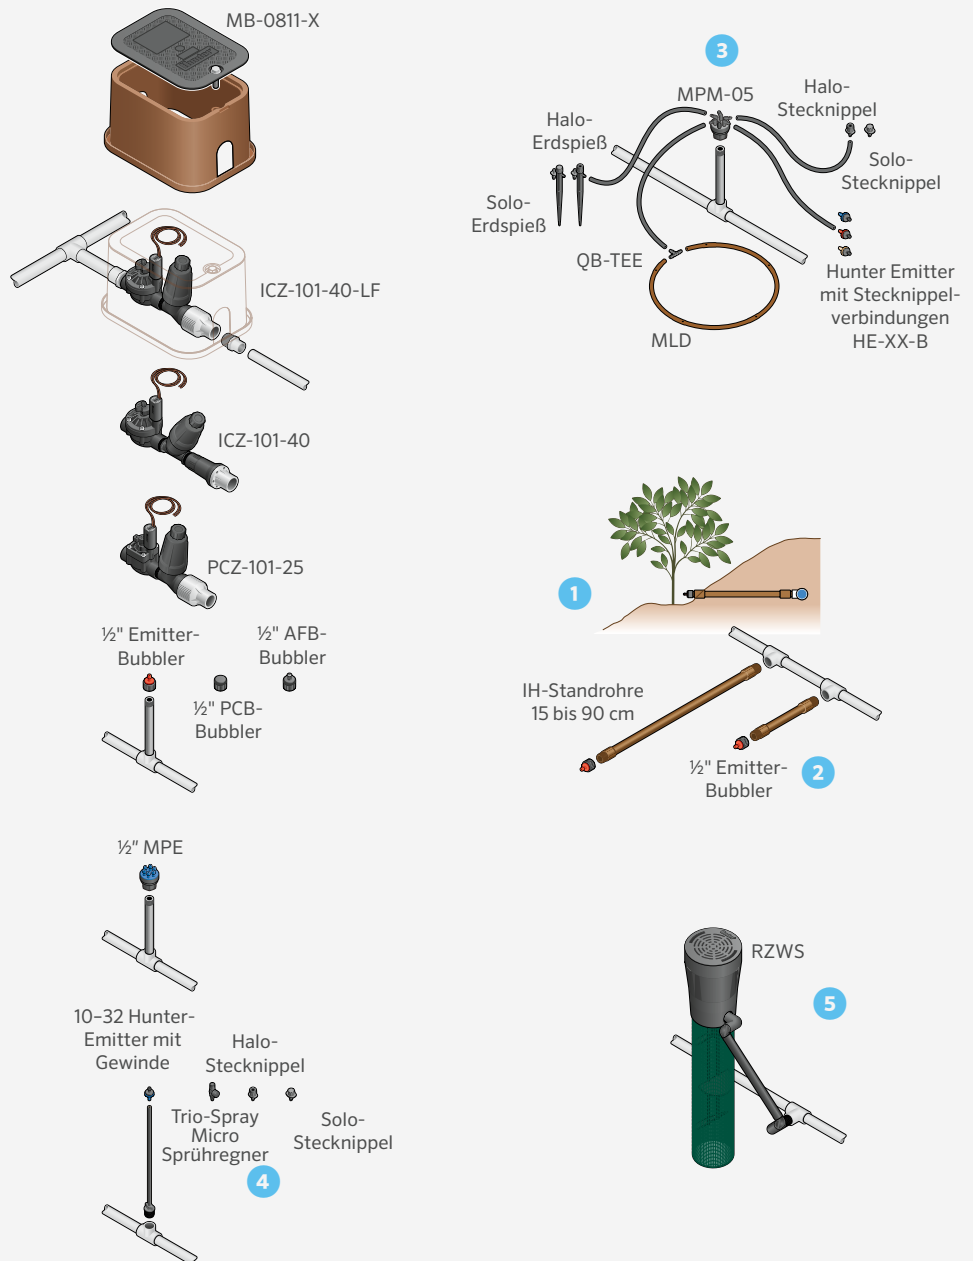 MB-0811-X
ICZ-101-40-LF
ICZ-101-40
PCZ-101-25
½" Emitter-
Bubbler
½" PCB-
Bubbler
½" AFB-
Bubbler
½" MPE
10–32 Hunter-
Emitter mit
Gewinde
Halo-
Stecknippel
Trio-Spray
Micro
Sprühregner
Solo-
Stecknippel
4
3
MPM-05
Halo-
Erdspieß
Solo-
Erdspieß
Halo-
Stecknippel
Solo-
Stecknippel
QB-TEE
MLD
Hunter Emitter
mit Stecknippel-
verbindungen
HE-XX-B
1
IH-Standrohre
15 bis 90 cm
½" Emitter-
Bubbler
2
RZWS
5